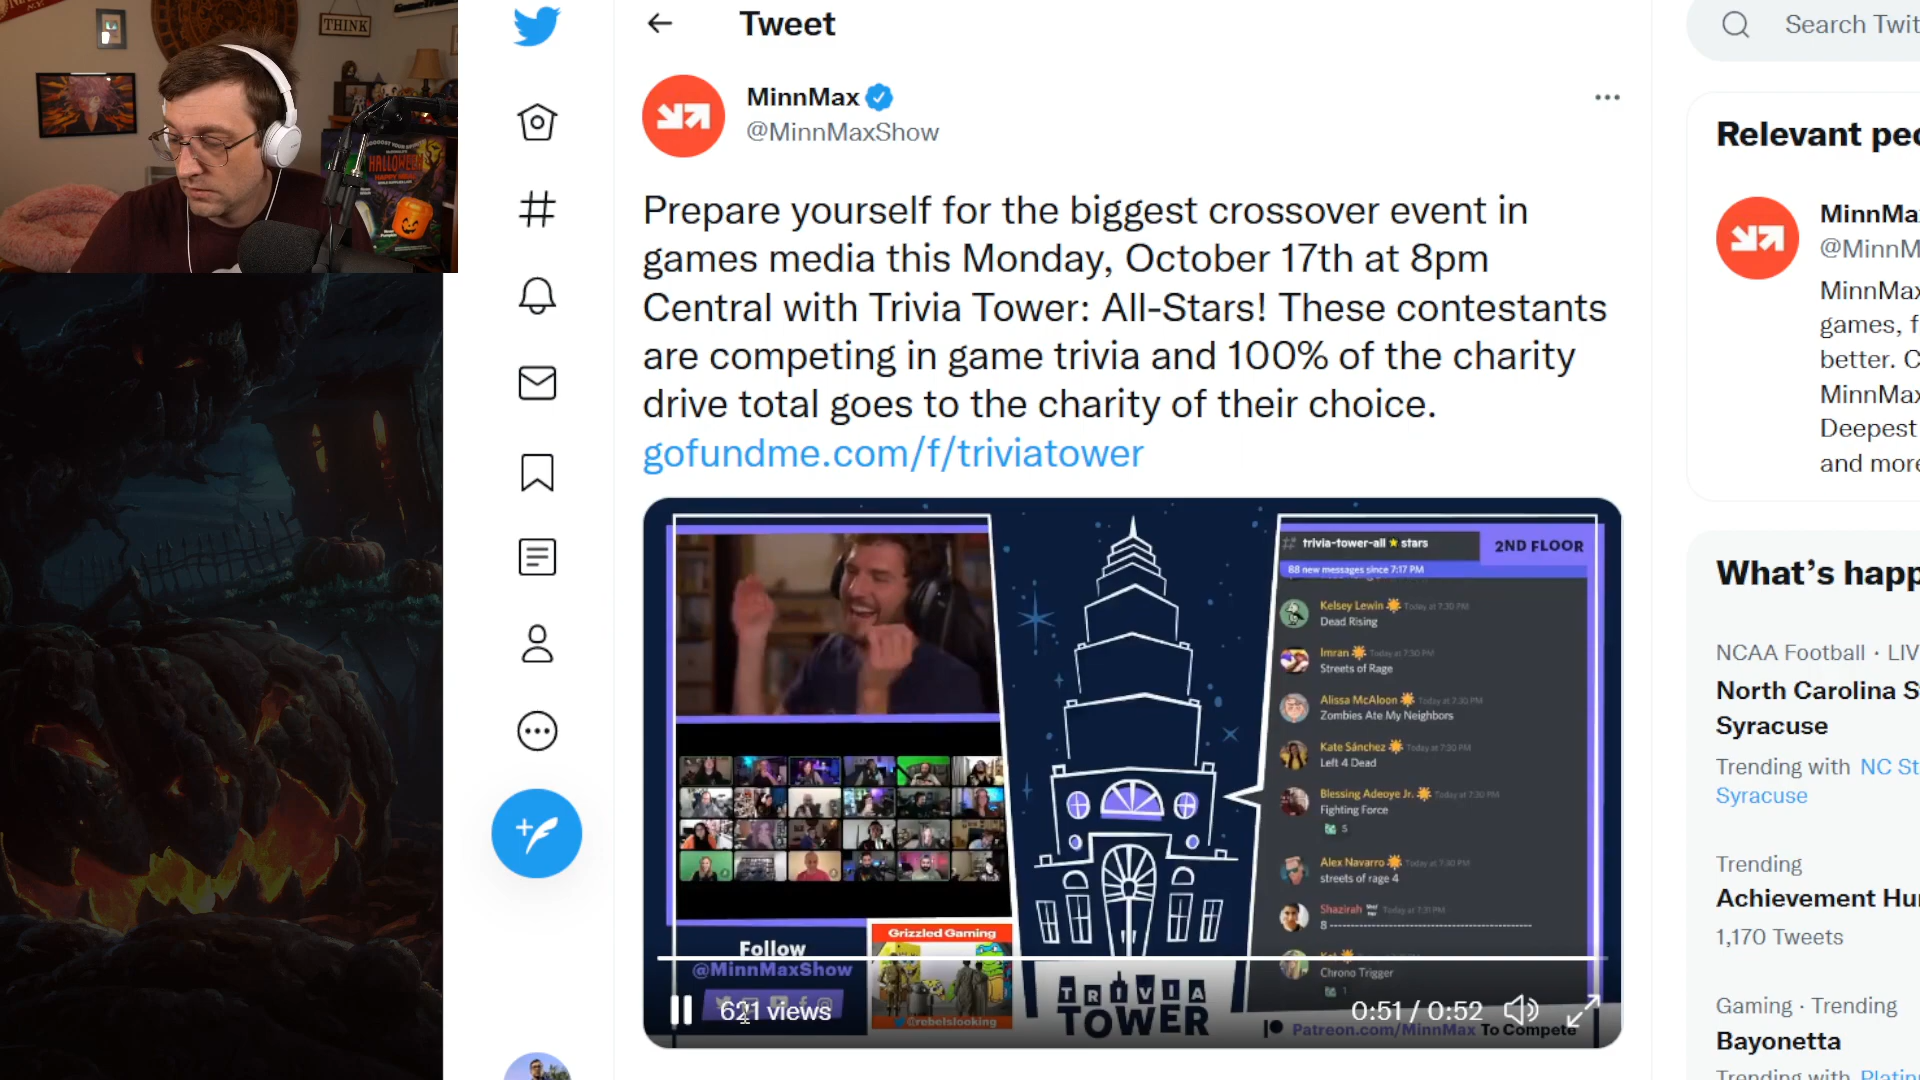 THINK
HALLOWEEN
Tweet
Search Twit
MinnMax
@MinnMaxShow
Prepare yourself for the biggest crossover event in
games media this Monday, October 17th at 8pm
Central with Trivia Tower: All-Stars! These contestants
are competing in game trivia and 100% of the charity
drive total goes to the charity of their choice.
gofundme.com/f/triviatower
trivia-tower-all stars
2ND FLOOR
88 new messages since 7:17 PM
Kelsey Lewin Today at 7:30 PM
Dead Rising
Imran Today at 7:30 PM
Streets of Rage
Alissa McAloon Today at 7:30 PM
Zombies Ate My Neighbors
Kate Sánchez Today at 7:30 PM
Left 4 Dead
Blessing Adeoye Jr. Today at 7:30 PM
Fighting Force
5
Alex Navarro Today at 7:30 PM
streets of rage 4
Shazirah Today at 7:31 PM
8 --------------------
Chrono Trigger
1
Follow
@MinnMaxShow
Grizzled Gaming
@rebelslooking
TRIVIA
TOWER
Patreon.com/MinnMax To Compete
621 views
0:51 / 0:52
Relevant peo
MinnMa
@MinnM
MinnMax
games, f
better. C
MinnMax
Deepest
and more
What's happ
NCAA Football · LIV
North Carolina S
Syracuse
Trending with NC St
Syracuse
Trending
Achievement Hu
1,170 Tweets
Gaming · Trending
Bayonetta
Trending with Platin